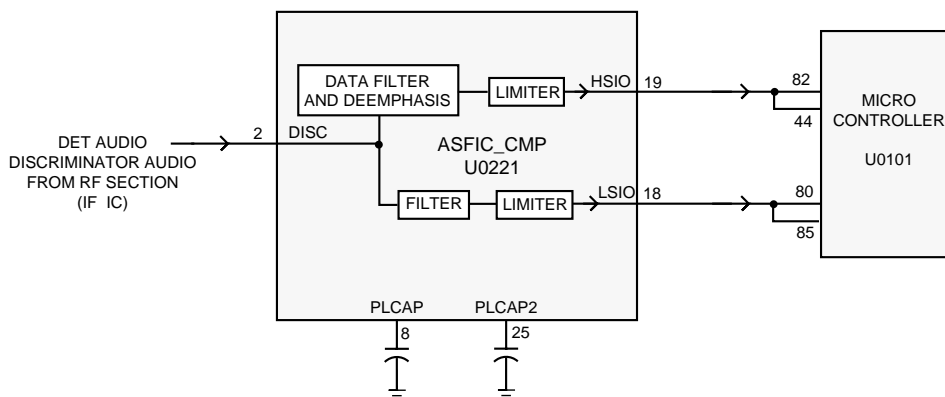 DATA FILTER
AND DEEMPHASIS
LIMITER
HSIO
19
82
44
MICRO
CONTROLLER
U0101
2
DISC
DET AUDIO
DISCRIMINATOR AUDIO
FROM RF SECTION
(IF IC)
ASFIC_CMP
U0221
FILTER
LIMITER
LSIO
18
80
85
PLCAP
8
PLCAP2
25